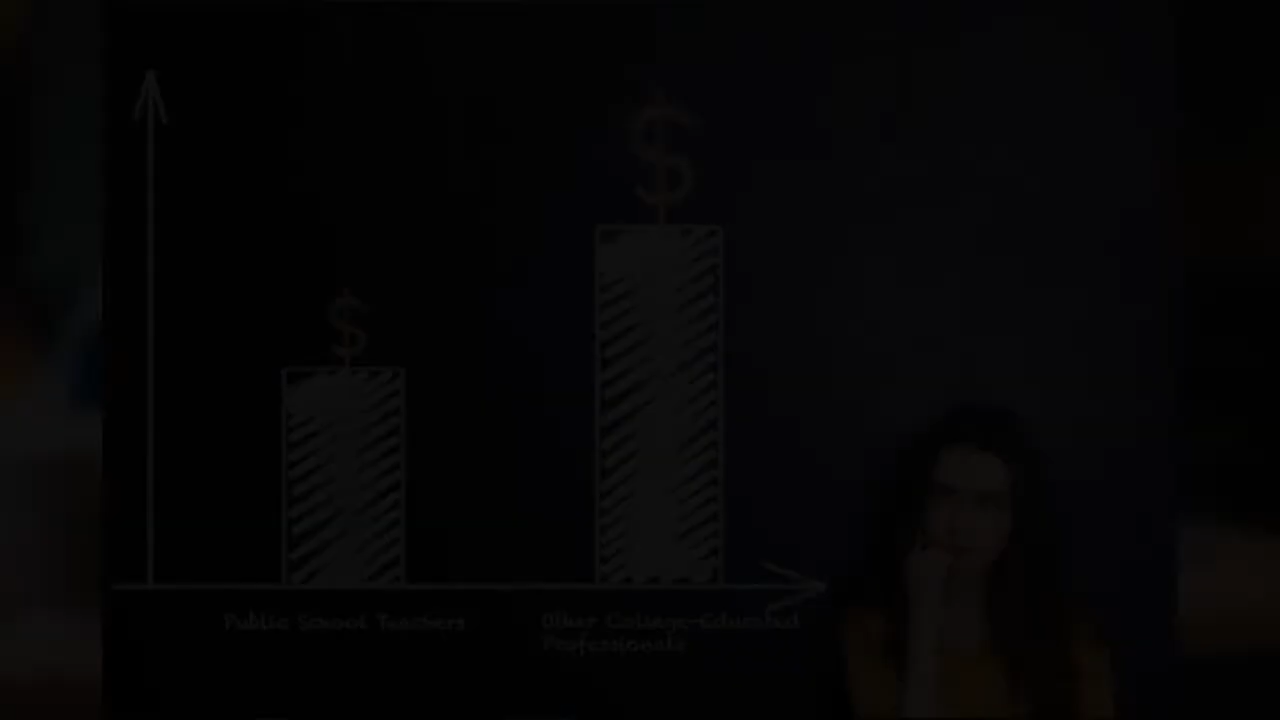 $
$
Public School Teachers
Other College-Educated
Professionals